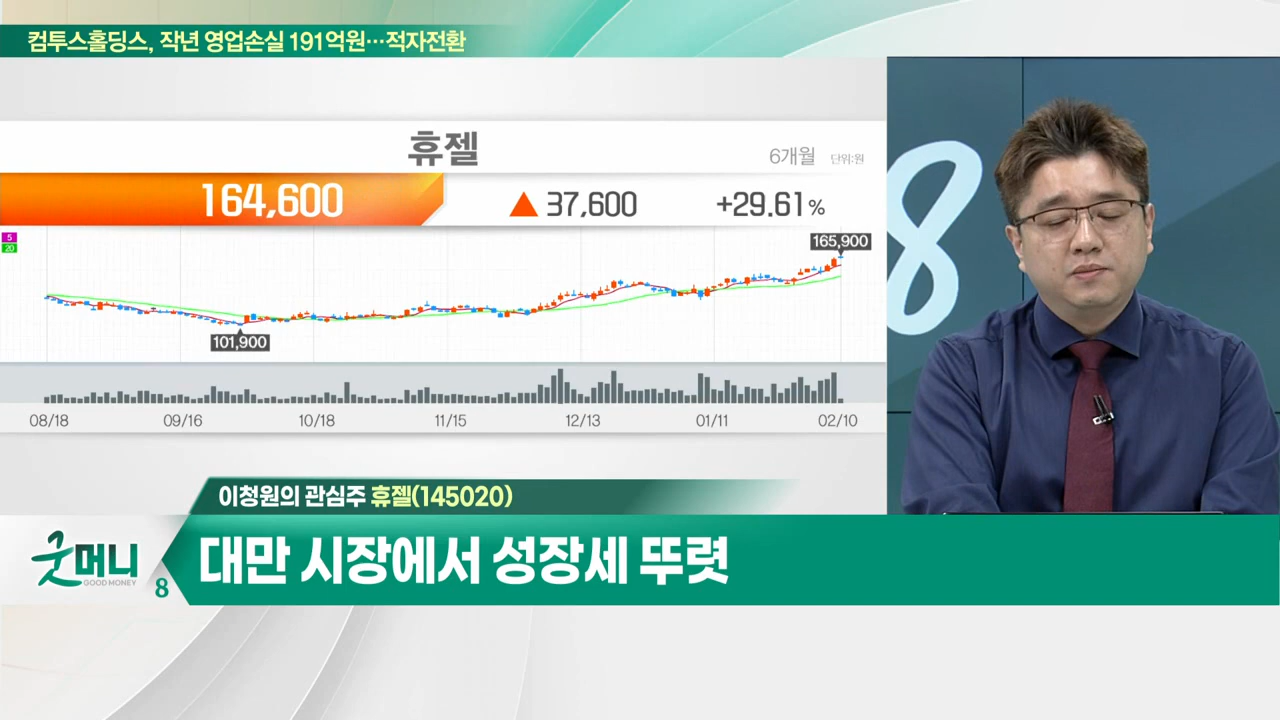 컴투스홀딩스, 작년 영업손실 191억원…적자전환
휴젤
6개월 단위:원
164,600 ▲ 37,600 +29.61%
5
20
165,900
101,900
08/18 09/16 10/18 11/15 12/13 01/11 02/10
8
이청원의 관심주 휴젤(145020)
굿머니
GOOD MONEY
8
대만 시장에서 성장세 뚜렷